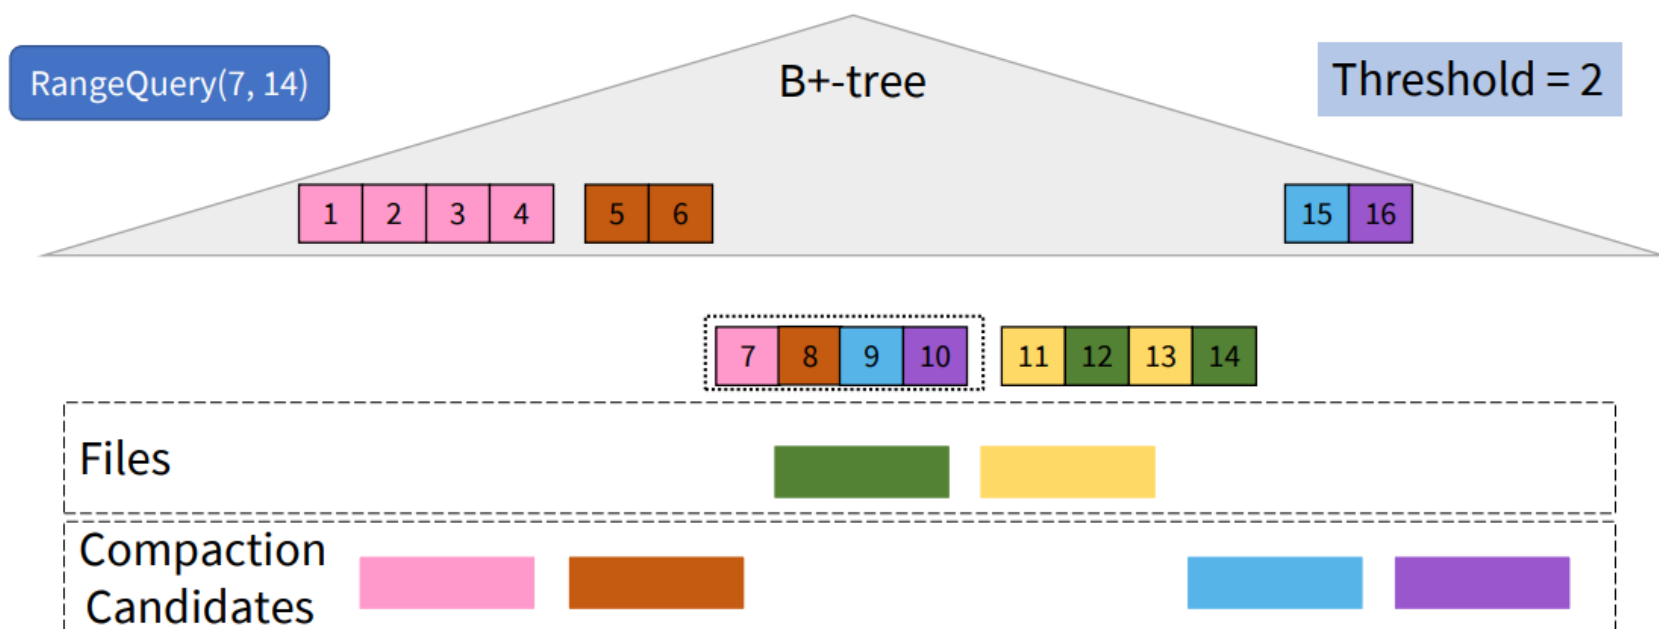 RangeQuery(7, 14)
B+-tree
Threshold = 2
1 2 3 4 5 6 15 16
7 8 9 10 11 12 13 14
Files
Compaction
Candidates